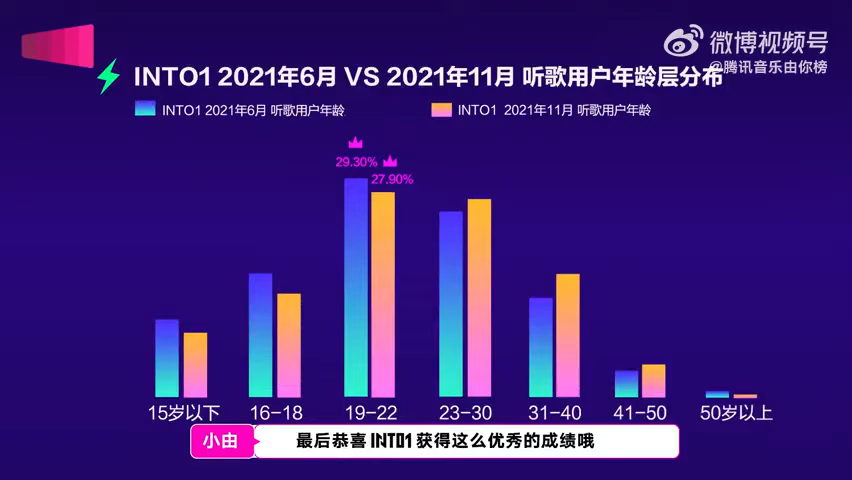 微博视频号
@腾讯音乐由你榜
INTO1 2021年6月 VS 2021年11月 听歌用户年龄层分布
INTO1 2021年6月 听歌用户年龄
INTO1 2021年11月 听歌用户年龄
29.30%
27.90%
15岁以下 16-18 19-22 23-30 31-40 41-50 50岁以上
小由 最后恭喜 INTO1 获得这么优秀的成绩哦